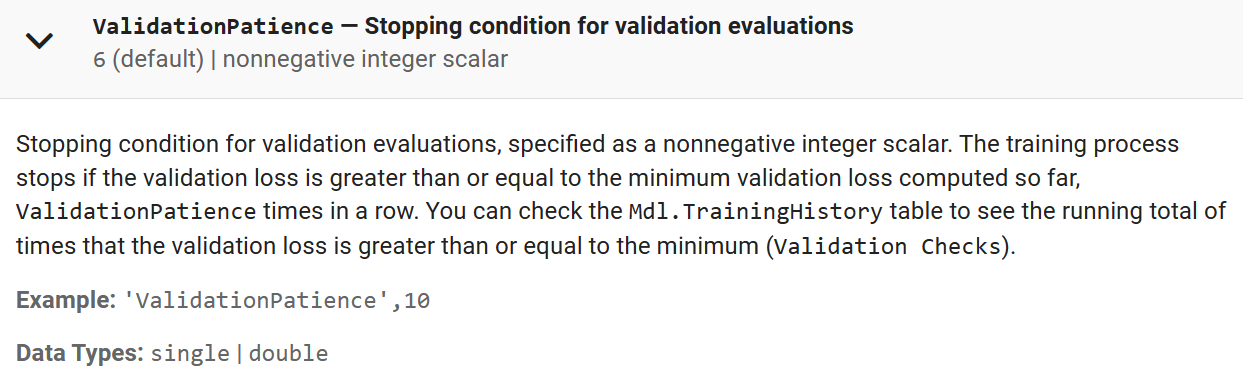 ValidationPatience — Stopping condition for validation evaluations
6 (default) | nonnegative integer scalar
Stopping condition for validation evaluations, specified as a nonnegative integer scalar. The training process
stops if the validation loss is greater than or equal to the minimum validation loss computed so far,
ValidationPatience times in a row. You can check the Mdl.TrainingHistory table to see the running total of
times that the validation loss is greater than or equal to the minimum (Validation Checks).
Example: 'ValidationPatience',10
Data Types: single | double